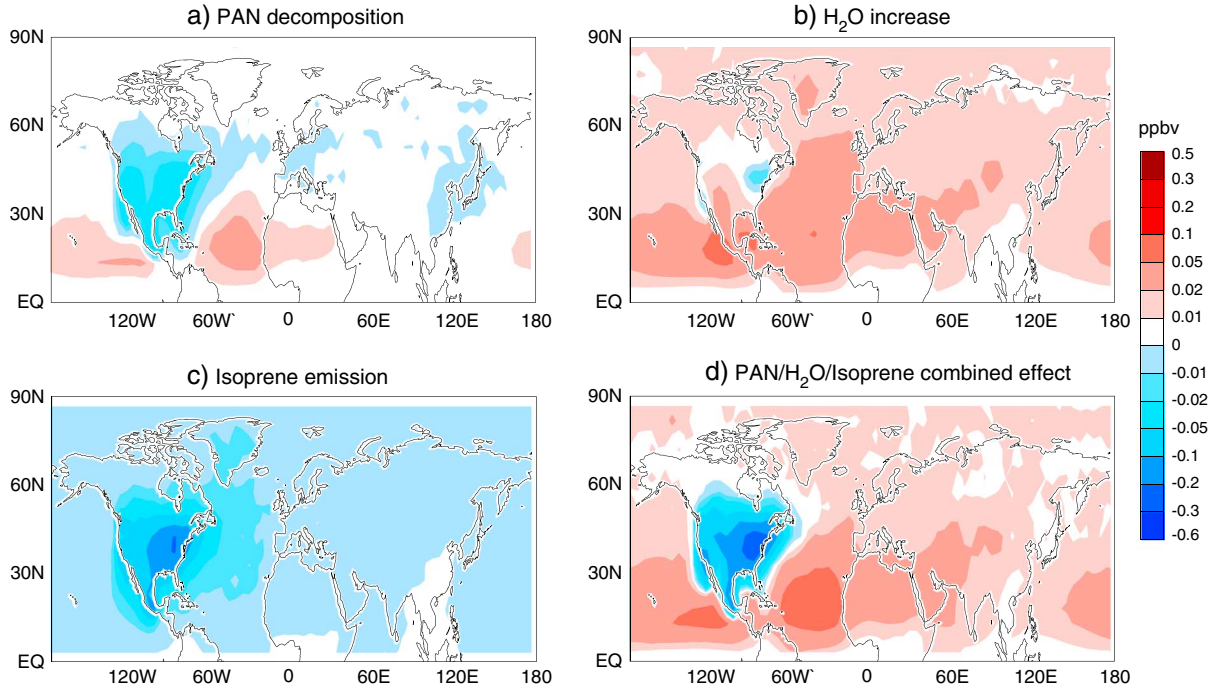 a) PAN decomposition
b) H2O increase
90N
60N
30N
EQ
120W 60W` 0 60E 120E 180
90N
60N
30N
EQ
120W 60W` 0 60E 120E 180
c) Isoprene emission
d) PAN/H2O/Isoprene combined effect
90N
60N
30N
EQ
120W 60W 0 60E 120E 180
90N
60N
30N
EQ
120W 60W 0 60E 120E 180
ppbv
0.5
0.3
0.2
0.1
0.05
0.02
0.01
0
-0.01
-0.02
-0.05
-0.1
-0.2
-0.3
-0.6